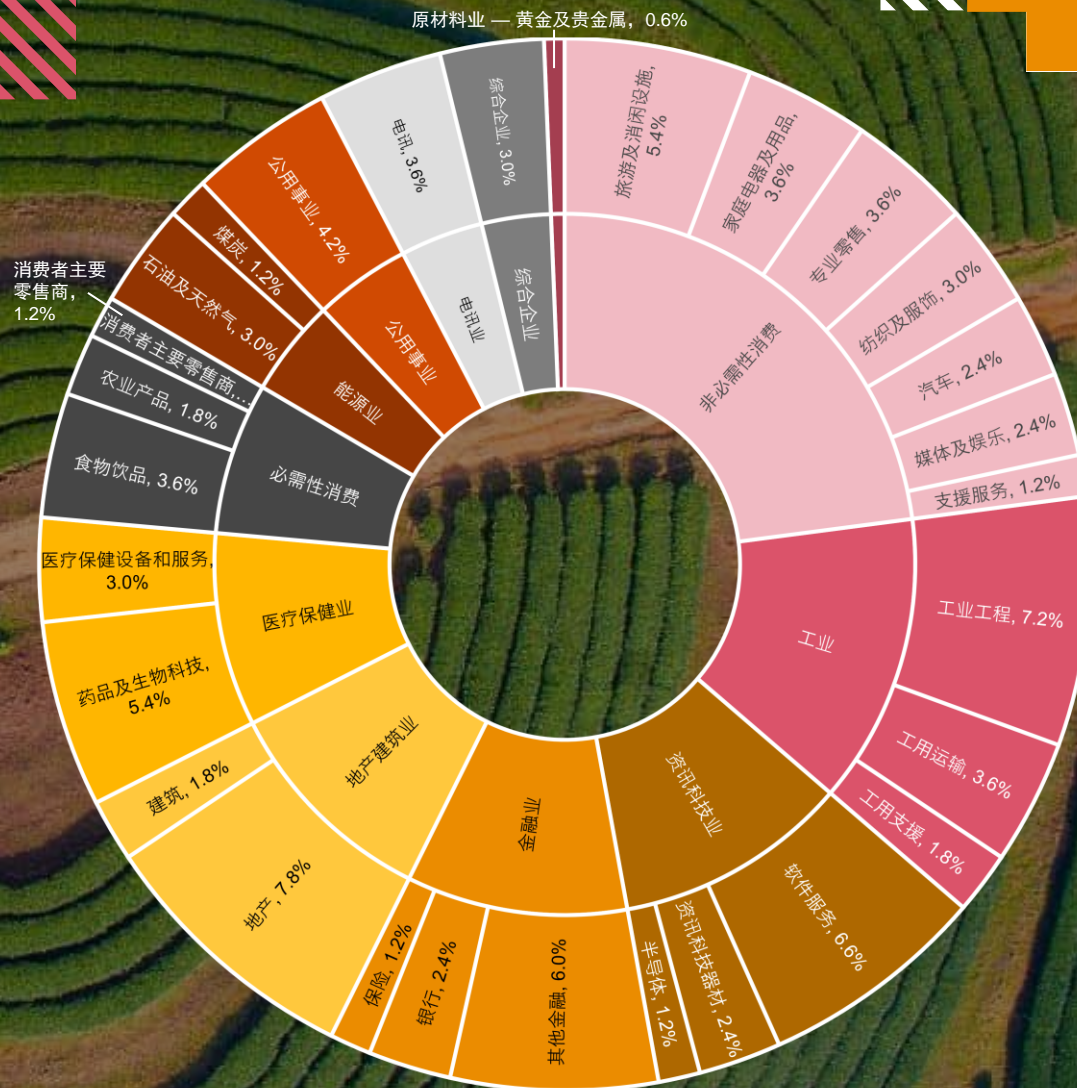 原材料业 — 黄金及贵金属，0.6%
旅游及消闲设施,
5.4%
家庭电器及用品,
3.6%
专业零售, 3.6%
纺织及服饰, 3.0%
汽车, 2.4%
媒体及娱乐, 2.4%
支援服务, 1.2%
非必需性消费
工业工程, 7.2%
工用运输, 3.6%
工用支援, 1.8%
工业
软件服务, 6.6%
资讯科技器材, 2.4%
半导体, 1.2%
资讯科技业
其他金融, 6.0%
银行, 2.4%
保险, 1.2%
金融业
地产, 7.8%
建筑, 1.8%
地产建筑业
药品及生物科技,
5.4%
医疗保健设备和服务,
3.0%
医疗保健业
食物饮品, 3.6%
农业产品, 1.8%
消费者主要零售商,...
消费者主要
零售商，
1.2%
必需性消费
石油及天然气, 3.0%
煤炭, 1.2%
能源业
公用事业, 4.2%
公用事业
电讯, 3.6%
电讯业
综合企业, 3.0%
综合企业